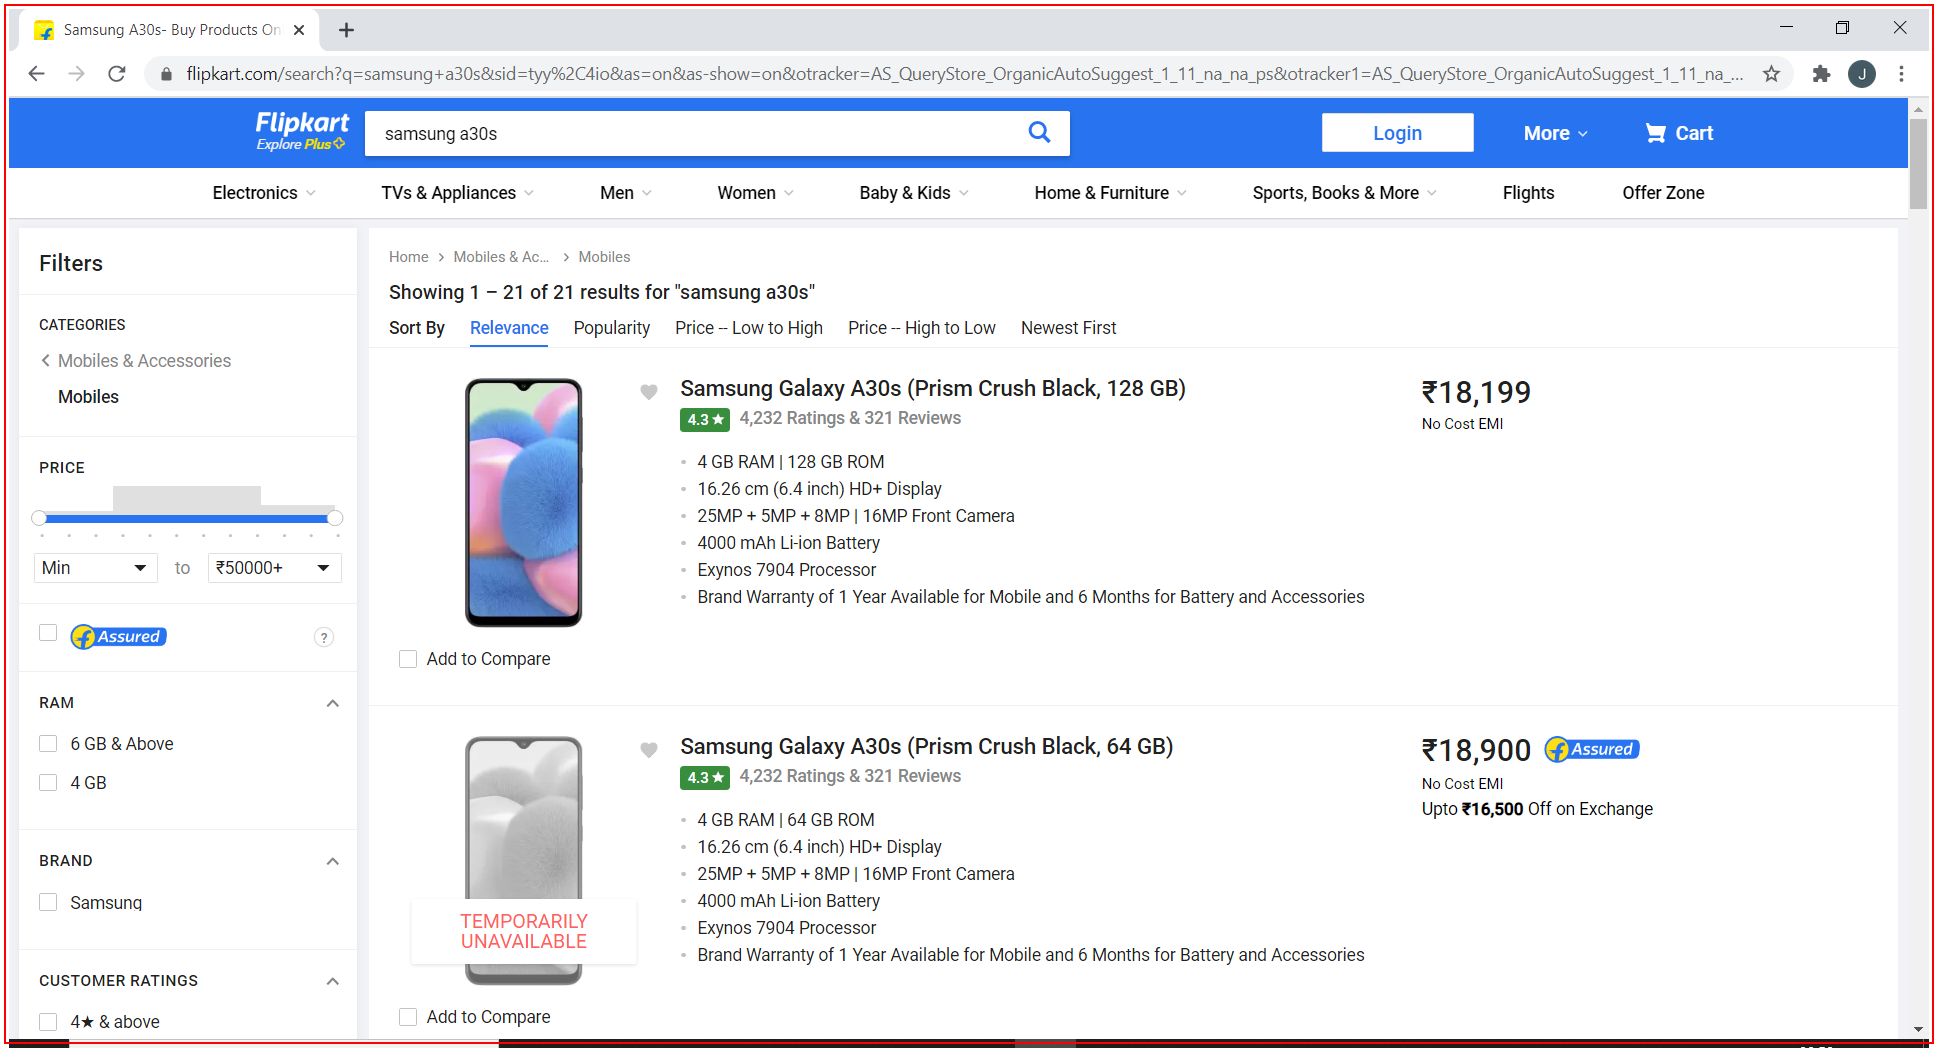 Samsung A30s- Buy Products On
flipkart.com/search?q=samsung+a30s&sid=tyy%2C4io&as=on&as-show=on&otracker=AS_QueryStore_OrganicAutoSuggest_1_11_na_na_ps&otracker1=AS_QueryStore_OrganicAutoSuggest_1_11_na_...
J
Flipkart
Explore Plus
samsung a30s
Login
More
Cart
Electronics
TVs & Appliances
Men
Women
Baby & Kids
Home & Furniture
Sports, Books & More
Flights
Offer Zone
Filters
CATEGORIES
Mobiles & Accessories
Mobiles
PRICE
Min
to
₹50000+
Assured
?
RAM
6 GB & Above
4 GB
BRAND
Samsung
CUSTOMER RATINGS
4★ & above
Home
Mobiles & Ac...
Mobiles
Showing 1 – 21 of 21 results for "samsung a30s"
Sort By
Relevance
Popularity
Price -- Low to High
Price -- High to Low
Newest First
Samsung Galaxy A30s (Prism Crush Black, 128 GB)
4.3★ 4,232 Ratings & 321 Reviews
4 GB RAM | 128 GB ROM
16.26 cm (6.4 inch) HD+ Display
25MP + 5MP + 8MP | 16MP Front Camera
4000 mAh Li-ion Battery
Exynos 7904 Processor
Brand Warranty of 1 Year Available for Mobile and 6 Months for Battery and Accessories
₹18,199
No Cost EMI
Add to Compare
TEMPORARILY
UNAVAILABLE
Samsung Galaxy A30s (Prism Crush Black, 64 GB)
4.3★ 4,232 Ratings & 321 Reviews
4 GB RAM | 64 GB ROM
16.26 cm (6.4 inch) HD+ Display
25MP + 5MP + 8MP | 16MP Front Camera
4000 mAh Li-ion Battery
Exynos 7904 Processor
Brand Warranty of 1 Year Available for Mobile and 6 Months for Battery and Accessories
₹18,900
Assured
No Cost EMI
Upto ₹16,500 Off on Exchange
Add to Compare